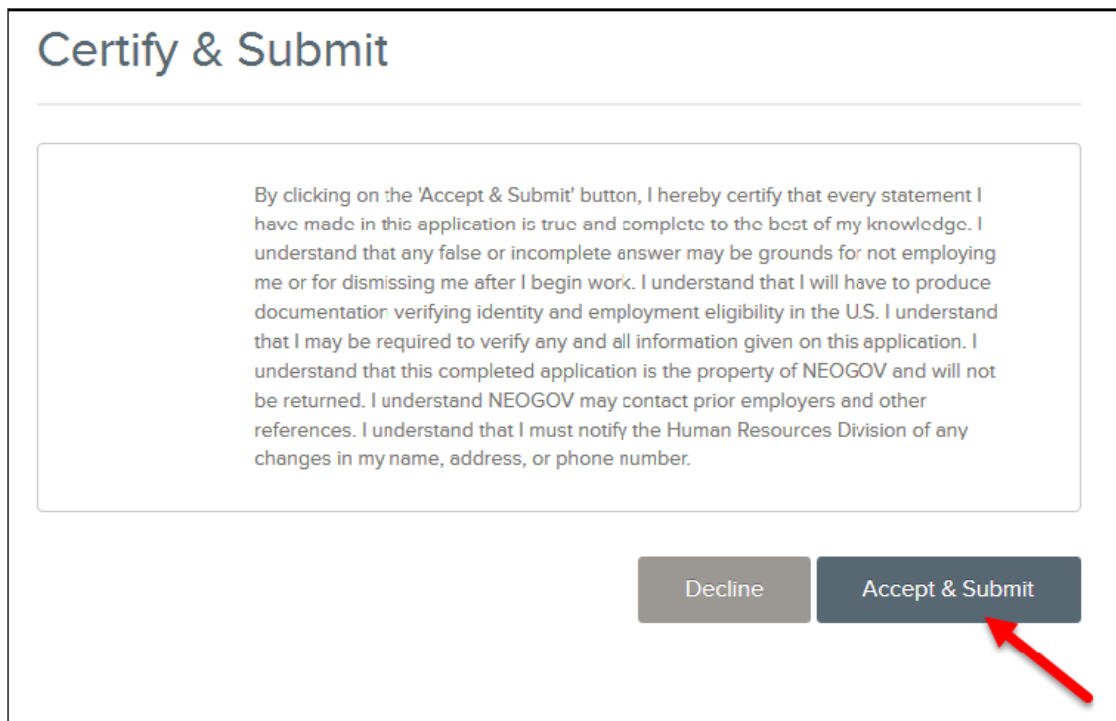 Certify & Submit
By clicking on the 'Accept & Submit' button, I hereby certify that every statement I
have made in this application is true and complete to the best of my knowledge. I
understand that any false or incomplete answer may be grounds for not employing
me or for dismissing me after I begin work. I understand that I will have to produce
documentation verifying identity and employment eligibility in the U.S. I understand
that I may be required to verify any and all information given on this application. I
understand that this completed application is the property of NEOGOV and will not
be returned. I understand NEOGOV may contact prior employers and other
references. I understand that I must notify the Human Resources Division of any
changes in my name, address, or phone number.
Decline
Accept & Submit